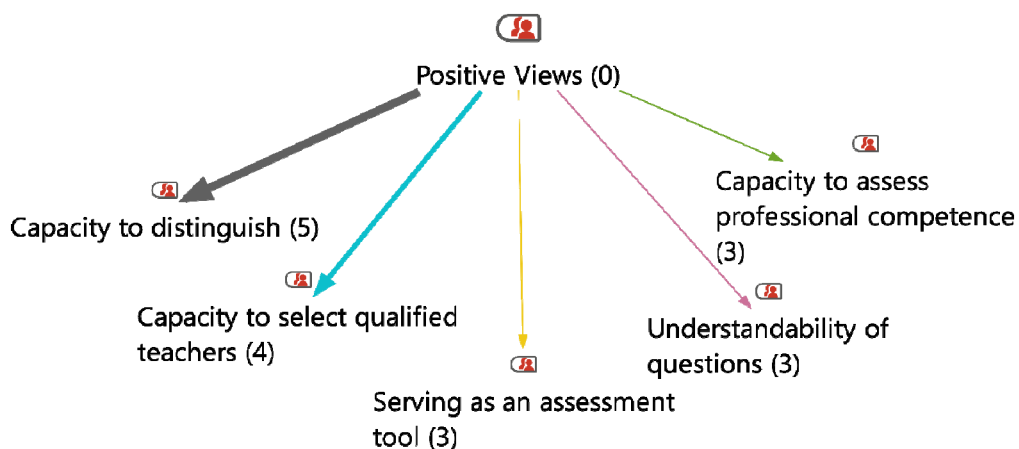 Positive Views (0)
Capacity to distinguish (5)
Capacity to select qualified
teachers (4)
Serving as an assessment
tool (3)
Understandability of
questions (3)
Capacity to assess
professional competence
(3)